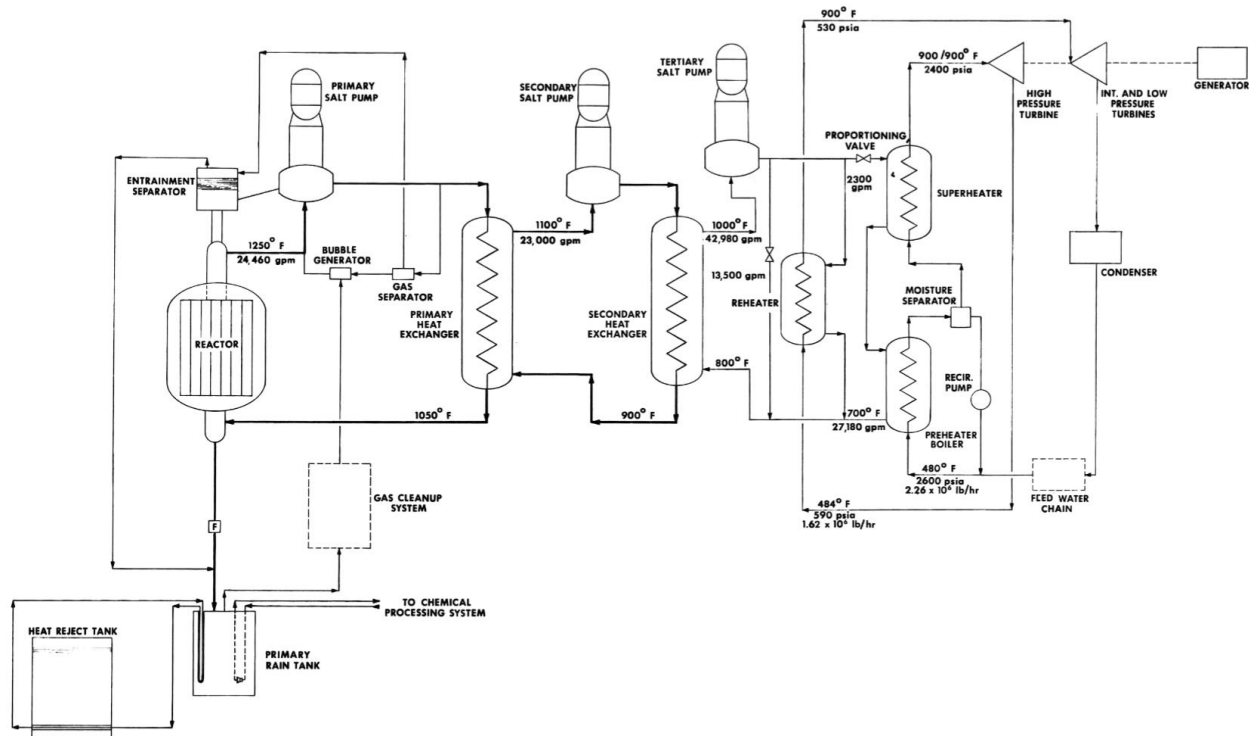 900° F
530 psia
900/900° F
2400 psia
HIGH
PRESSURE
TURBINE
INT. AND LOW
PRESSURE
TURBINES
GENERATOR
PRIMARY
SALT PUMP
SECONDARY
SALT PUMP
TERTIARY
SALT PUMP
PROPORTIONING
VALVE
2300
gpm
SUPERHEATER
ENTRAINMENT
SEPARATOR
1250° F
24,460 gpm
BUBBLE
GENERATOR
GAS
SEPARATOR
1100° F
23,000 gpm
1000° F
42,980 gpm
13,500 gpm
REHEATER
MOISTURE
SEPARATOR
CONDENSER
REACTOR
PRIMARY
HEAT
EXCHANGER
SECONDARY
HEAT
EXCHANGER
800° F
RECIR.
PUMP
1050° F
900° F
700° F
27,180 gpm
PREHEATER
BOILER
480° F
2600 psia
2.26 x 10⁶ lb/hr
FEED WATER
CHAIN
484° F
590 psia
1.62 x 10⁶ lb/hr
GAS CLEANUP
SYSTEM
F
TO CHEMICAL
PROCESSING SYSTEM
HEAT REJECT TANK
PRIMARY
RAIN TANK